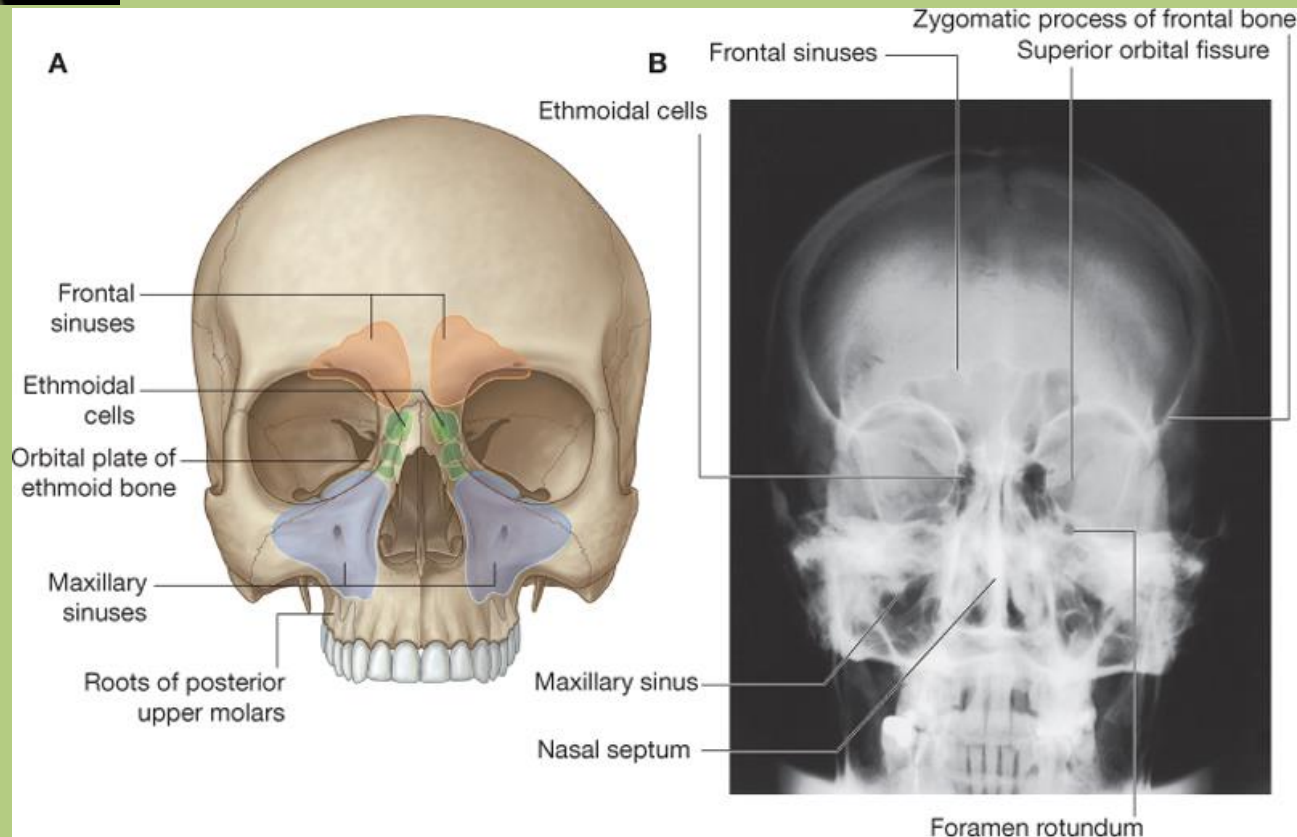 A
Frontal
sinuses
Ethmoidal
cells
Orbital plate of
ethmoid bone
Maxillary
sinuses
Roots of posterior
upper molars
B
Zygomatic process of frontal bone
Frontal sinuses
Superior orbital fissure
Ethmoidal cells
Maxillary sinus
Nasal septum
Foramen rotundum